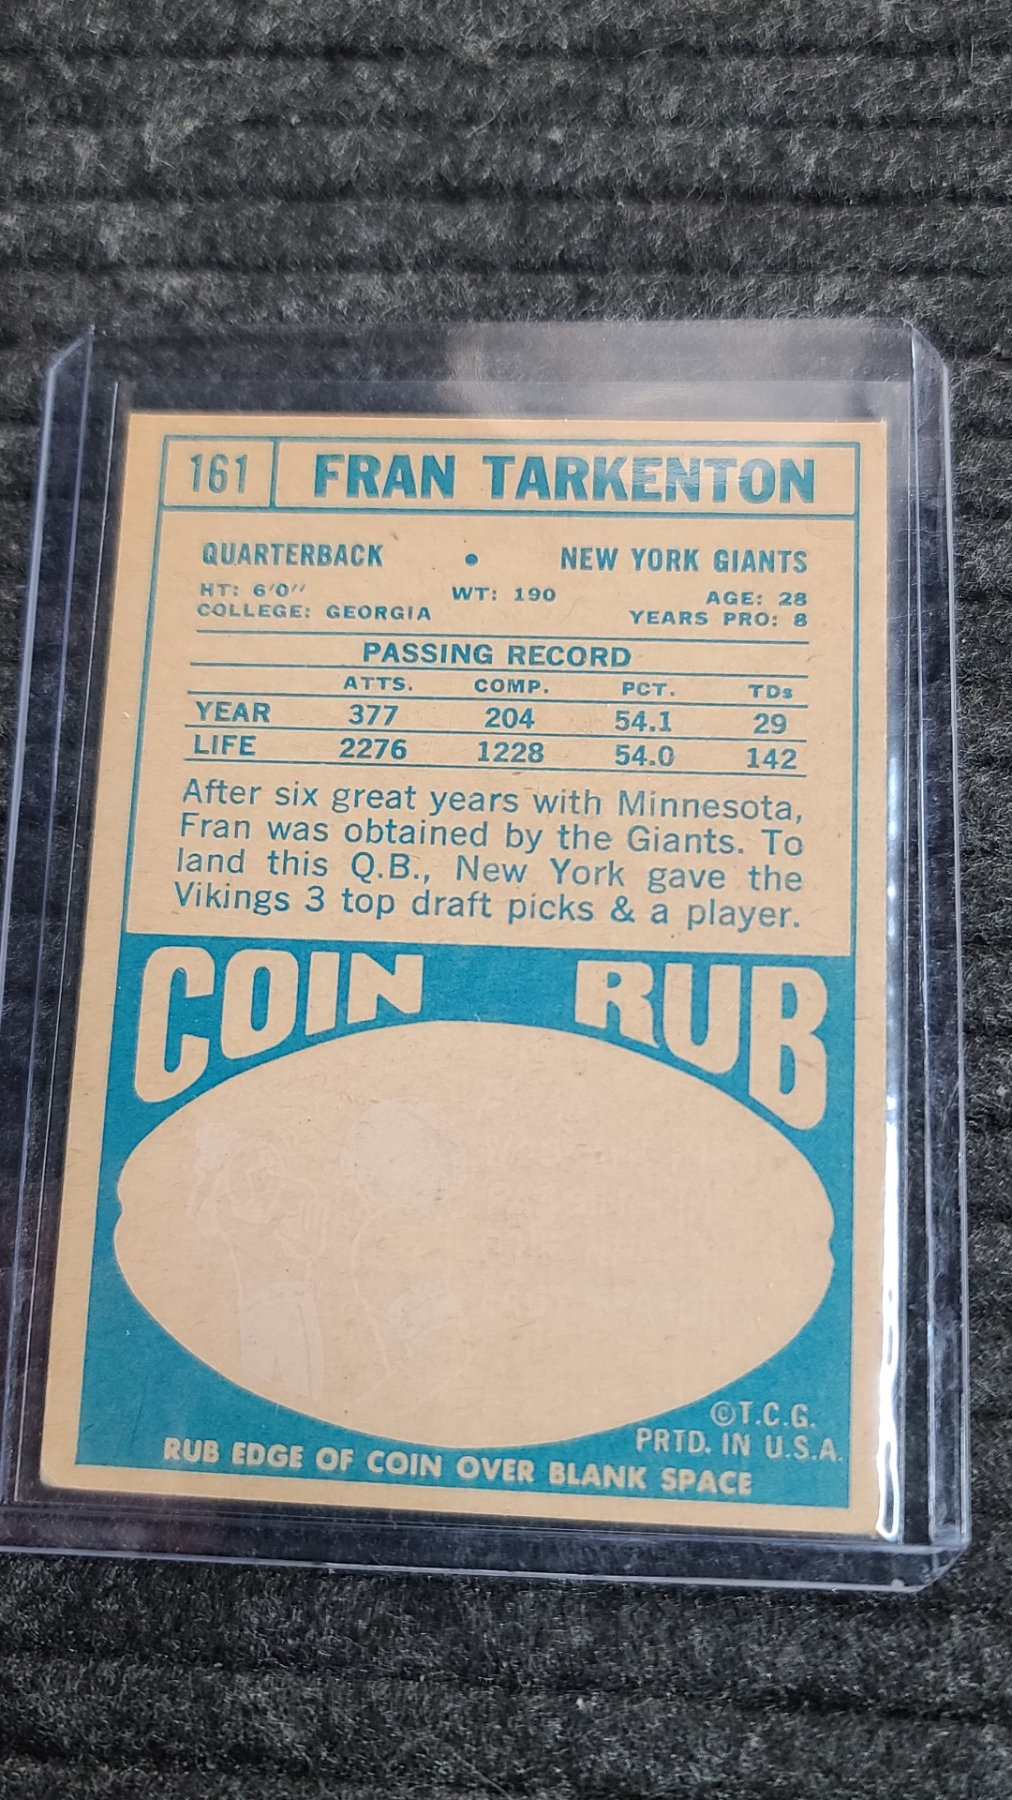 161 FRAN TARKENTON
QUARTERBACK • NEW YORK GIANTS
HT: 6'0" WT: 190 AGE: 28
COLLEGE: GEORGIA YEARS PRO: 8
PASSING RECORD
ATTS. COMP. PCT. TDs
YEAR 377 204 54.1 29
LIFE 2276 1228 54.0 142
After six great years with Minnesota,
Fran was obtained by the Giants. To
land this Q.B., New York gave the
Vikings 3 top draft picks & a player.
COIN RUB
©T.C.G.
PRTD. IN U.S.A.
RUB EDGE OF COIN OVER BLANK SPACE